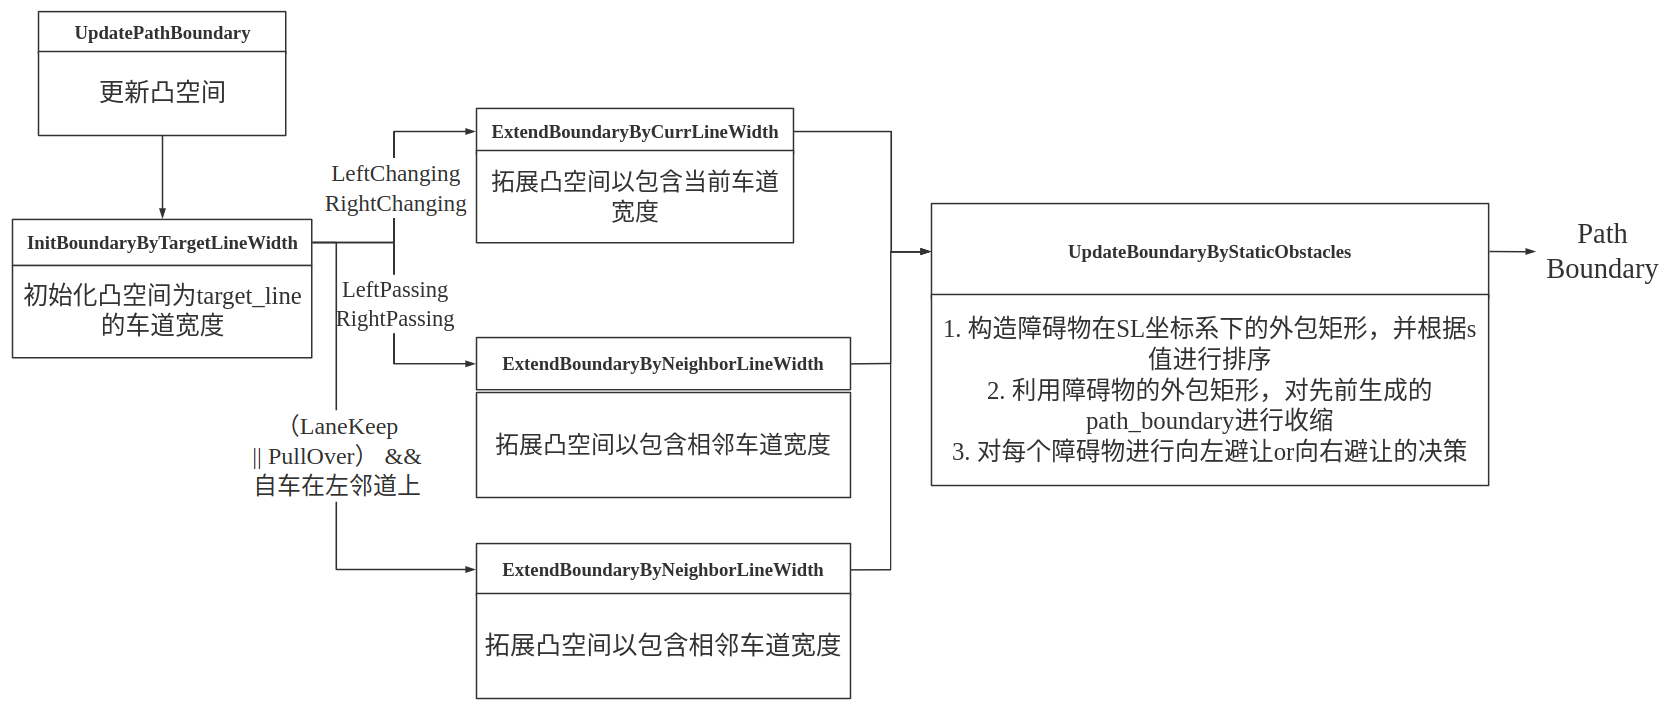 UpdatePathBoundary
更新凸空间
InitBoundaryByTargetLineWidth
初始化凸空间为target_line
的车道宽度
LeftChanging
RightChanging
LeftPassing
RightPassing
（LaneKeep
|| PullOver） &&
自车在左邻道上
ExtendBoundaryByCurrLineWidth
拓展凸空间以包含当前车道
宽度
ExtendBoundaryByNeighborLineWidth
拓展凸空间以包含相邻车道宽度
ExtendBoundaryByNeighborLineWidth
拓展凸空间以包含相邻车道宽度
UpdateBoundaryByStaticObstacles
1. 构造障碍物在SL坐标系下的外包矩形，并根据s
值进行排序
2. 利用障碍物的外包矩形，对先前生成的
path_boundary进行收缩
3. 对每个障碍物进行向左避让or向右避让的决策
Path
Boundary